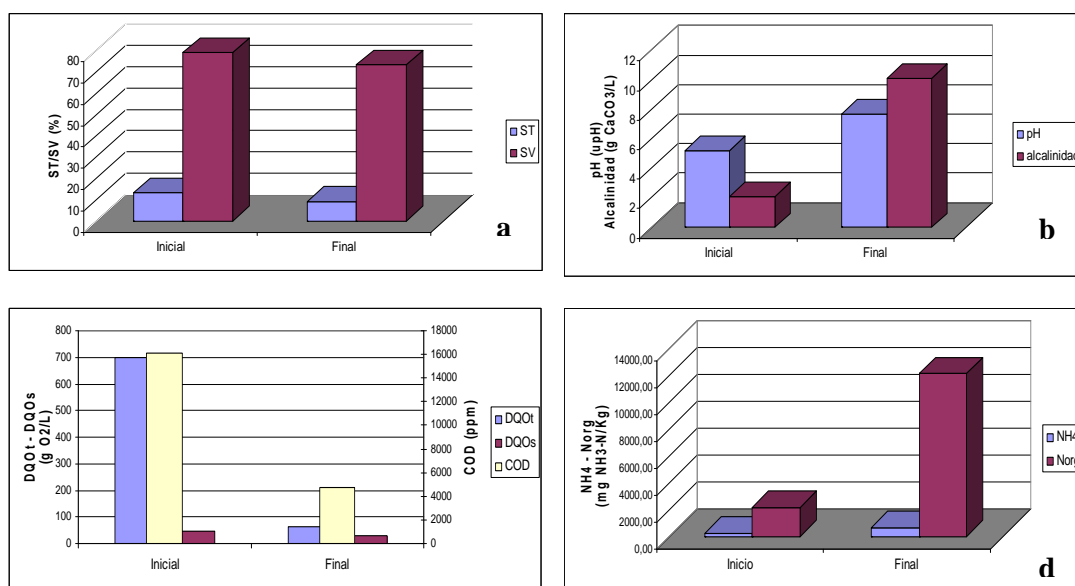 ST/SV (%)
80
70
60
50
40
30
20
10
0
Inicial
Final
ST
SV
a
pH (upH)
Alcalinidad (g CaCO3/L)
12
10
8
6
4
2
0
Inicial
Final
pH
alcalinidad
b
DQOt - DQOs
(g O2/L)
800
700
600
500
400
300
200
100
0
Inicial
Final
18000
16000
14000
12000
10000
8000
6000
4000
2000
0
COD (ppm)
DQOt
DQOs
COD
NH4 - Norg
(mg NH3-N/Kg)
14000,00
12000,00
10000,00
8000,00
6000,00
4000,00
2000,00
0,00
Inicio
Final
NH4
Norg
d